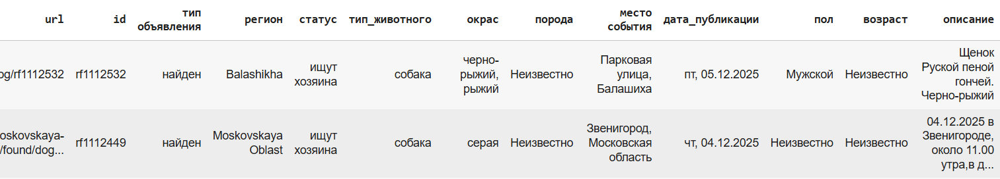 url id тип объявления регион статус тип_животного окрас порода место события дата_публикации пол возраст описание
og/rf1112532 rf1112532 найден Balashikha ищут хозяина собака черно-рыжий, рыжий Неизвестно Парковая улица, Балашиха пт, 05.12.2025 Мужской Неизвестно Щенок Руской пеной гончей. Черно-рыжий
oskovskaya-/found/dog... rf1112449 найден Moskovskaya Oblast ищут хозяина собака серая Неизвестно Звенигород, Московская область чт, 04.12.2025 Неизвестно Неизвестно 04.12.2025 в Звенигороде, около 11.00 утра,в д...